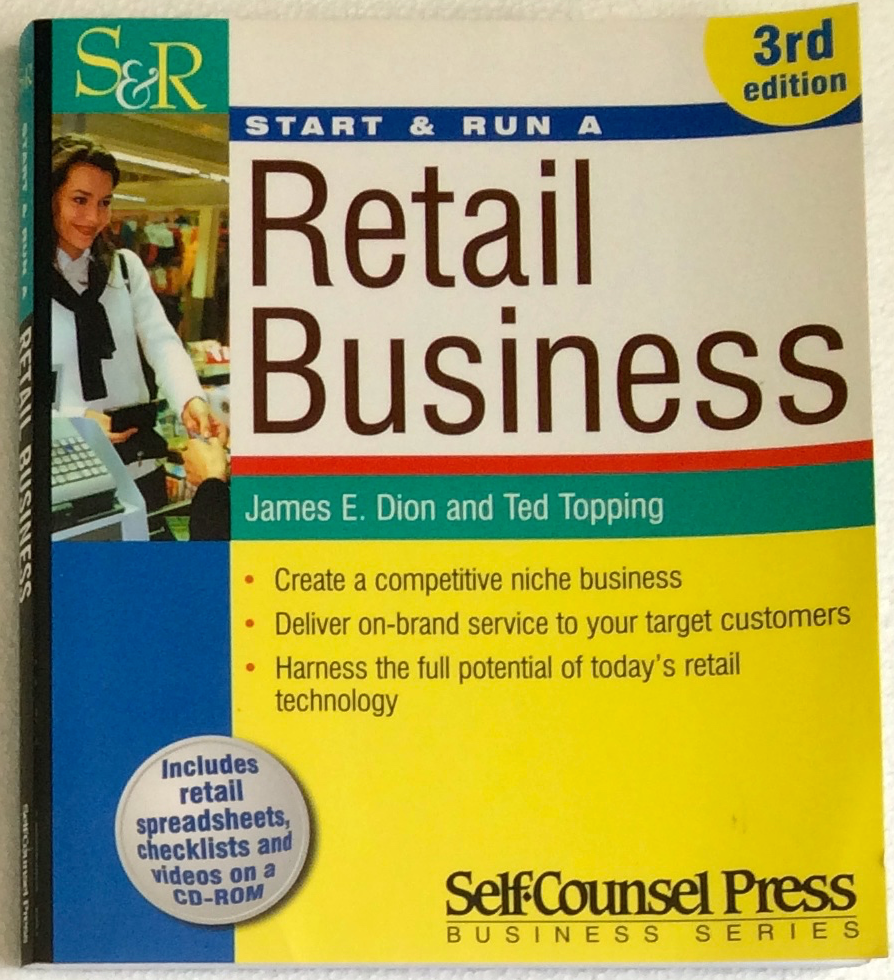 S&R
3rd
edition
START & RUN A
Retail
Business
James E. Dion and Ted Topping
• Create a competitive niche business
• Deliver on-brand service to your target customers
• Harness the full potential of today's retail
technology
Includes
retail
spreadsheets,
checklists and
videos on a
CD-ROM
Self-Counsel Press
BUSINESS SERIES
S&R
START & RUN A
RETAIL BUSINESS
Self-Counsel Press